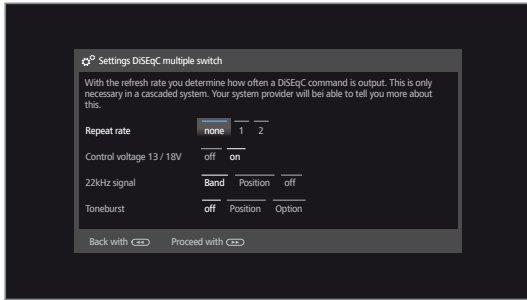 Settings DiSEqC multiple switch
With the refresh rate you determine how often a DiSEqC command is output. This is only
necessary in a cascaded system. Your system provider will bei able to tell you more about
this.
Repeat rate none 1 2
Control voltage 13 / 18V off on
22kHz signal Band Position off
Toneburst off Position Option
Back with Proceed with